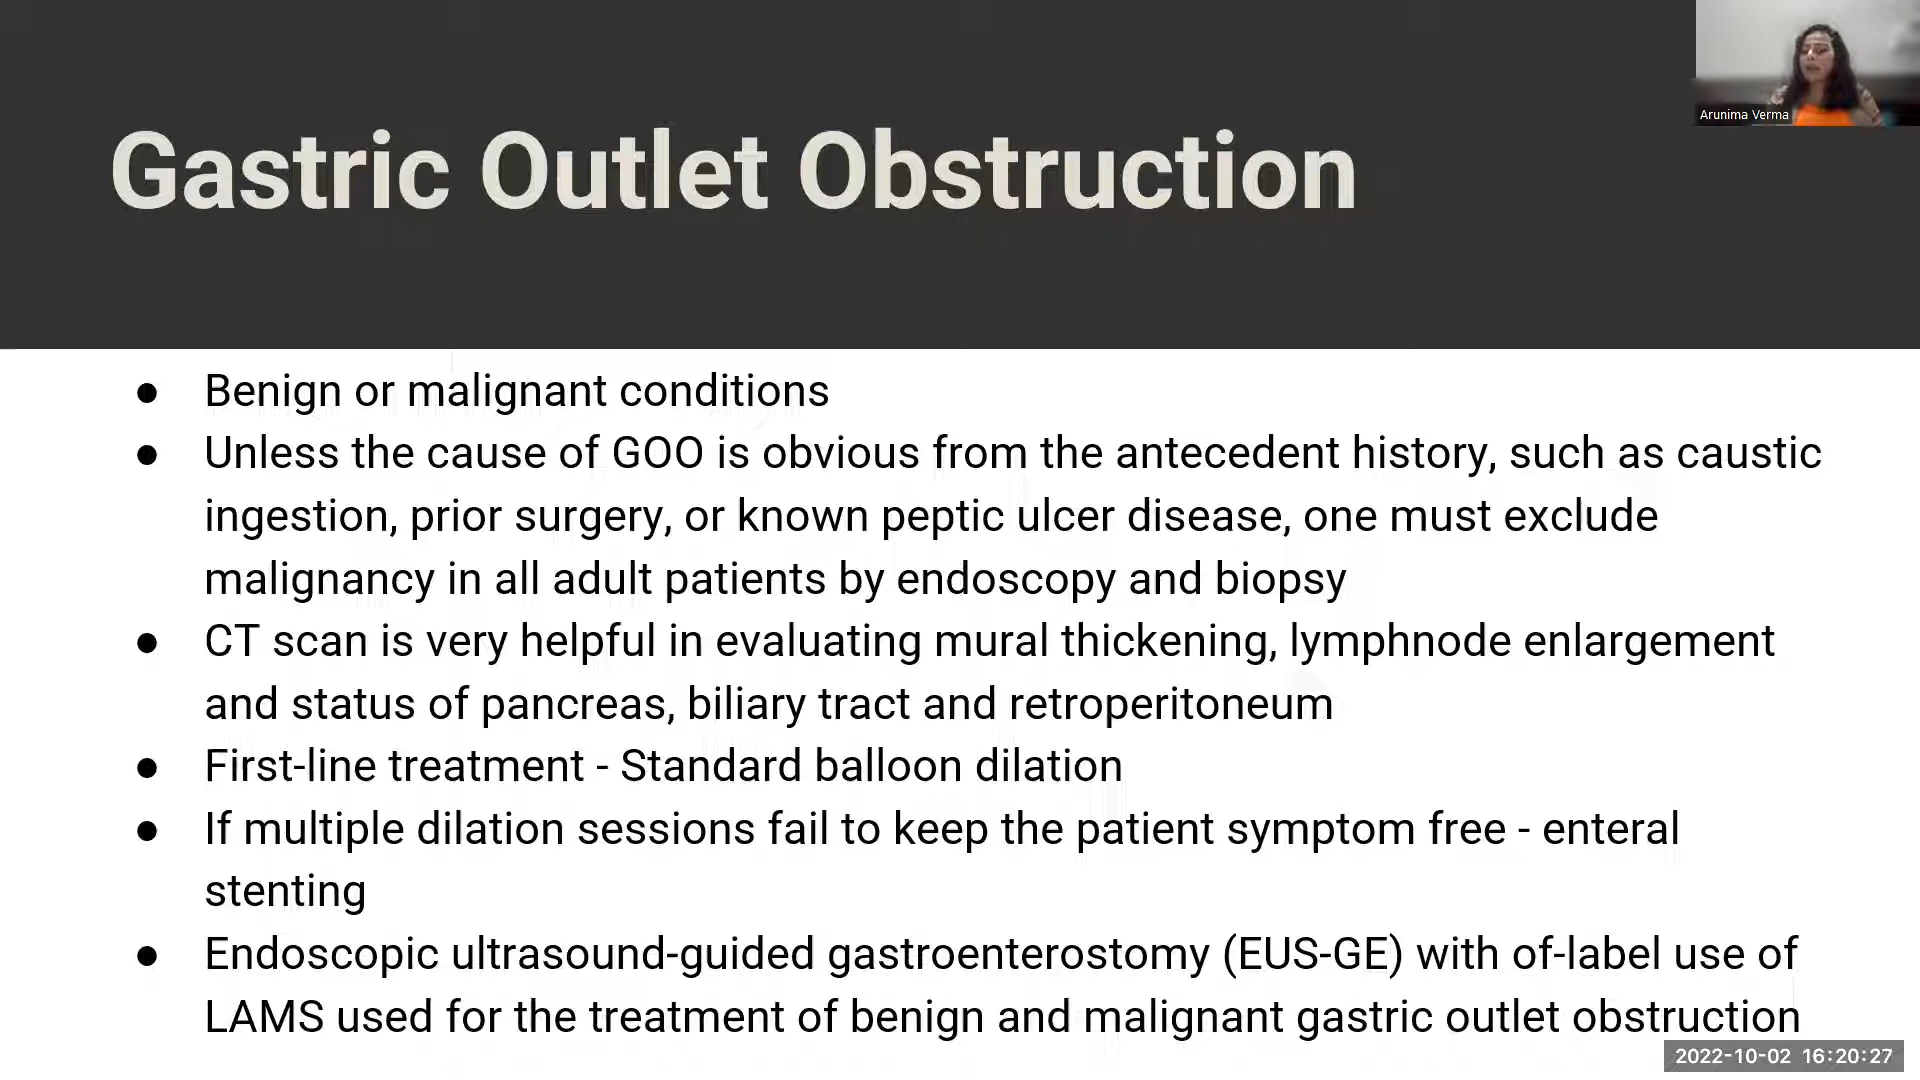 Arunima Verma
Gastric Outlet Obstruction
● Benign or malignant conditions
● Unless the cause of GOO is obvious from the antecedent history, such as caustic
ingestion, prior surgery, or known peptic ulcer disease, one must exclude
malignancy in all adult patients by endoscopy and biopsy
● CT scan is very helpful in evaluating mural thickening, lymphnode enlargement
and status of pancreas, biliary tract and retroperitoneum
● First-line treatment - Standard balloon dilation
● If multiple dilation sessions fail to keep the patient symptom free - enteral
stenting
● Endoscopic ultrasound-guided gastroenterostomy (EUS-GE) with of-label use of
LAMS used for the treatment of benign and malignant gastric outlet obstruction
2022-10-02 16:20:27